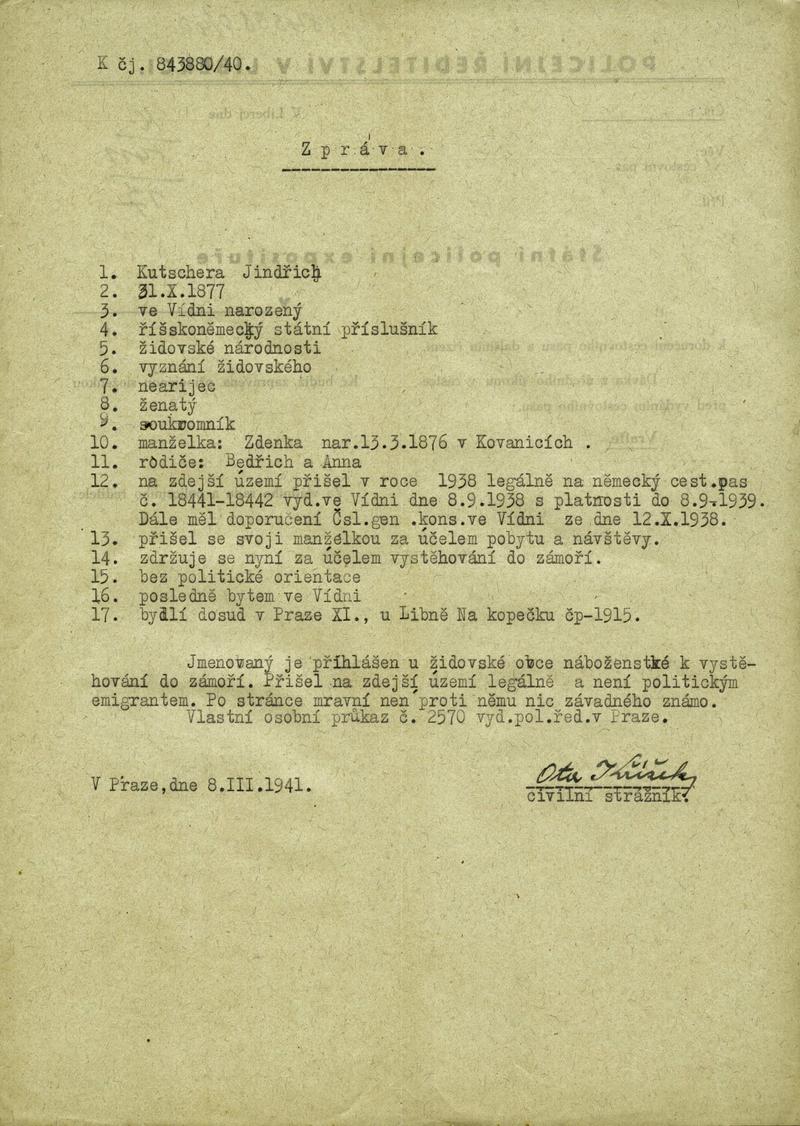 K čj. 843880/40.
Zpráva.
1. Kutschera Jindřich
2. 31.X.1877
3. ve Vídni narozený
4. říšskoněmecký státní příslušník
5. židovské národnosti
6. vyznání židovského
7. nearijec
8. ženatý
9. soukromník
10. manželka: Zdenka nar.13.3.1876 v Kovanicích .
11. rodiče: Bedřich a Anna
12. na zdejší území přišel v roce 1938 legálně na německý cest.pas
č. 18441-18442 vyd.ve Vídni dne 8.9.1938 s platností do 8.9.1939.
Dále měl doporučení Čsl.gen .kons.ve Vídni ze dne 12.X.1938.
13. přišel se svoji manželkou za účelem pobytu a návštěvy.
14. zdržuje se nyní za účelem vystěhování do zámoří.
15. bez politické orientace
16. posledně bytem ve Vídni
17. bydlí dosud v Praze XI., u Libně Na kopečku čp-1915.
Jmenovaný je přihlášen u židovské obce náboženstké k vystě-
hování do zámoří. Přišel na zdejší území legálně a není politickým
emigrantem. Po stránce mravní nen proti němu nic závadného známo.
Vlastní osobní průkaz č. 2570 vyd.pol.řed.v Praze.
V Praze,dne 8.III.1941.
civilní strážník.